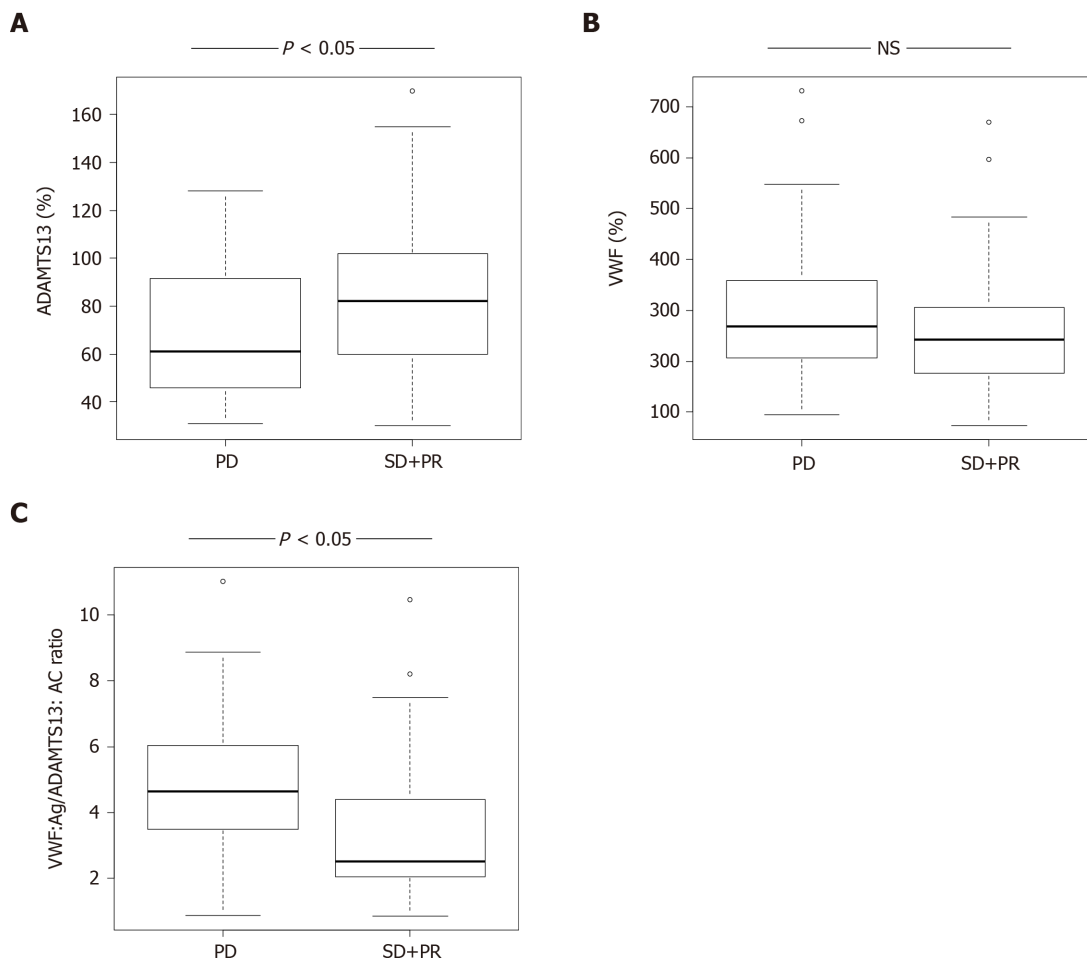 A
P < 0.05
ADAMTS13 (%)
160
140
120
100
80
60
40
PD SD+PR
B
NS
VWF (%)
700
600
500
400
300
300
100
PD SD+PR
C
P < 0.05
VWF:Ag/ADAMTS13: AC ratio
10
8
6
4
2
PD SD+PR